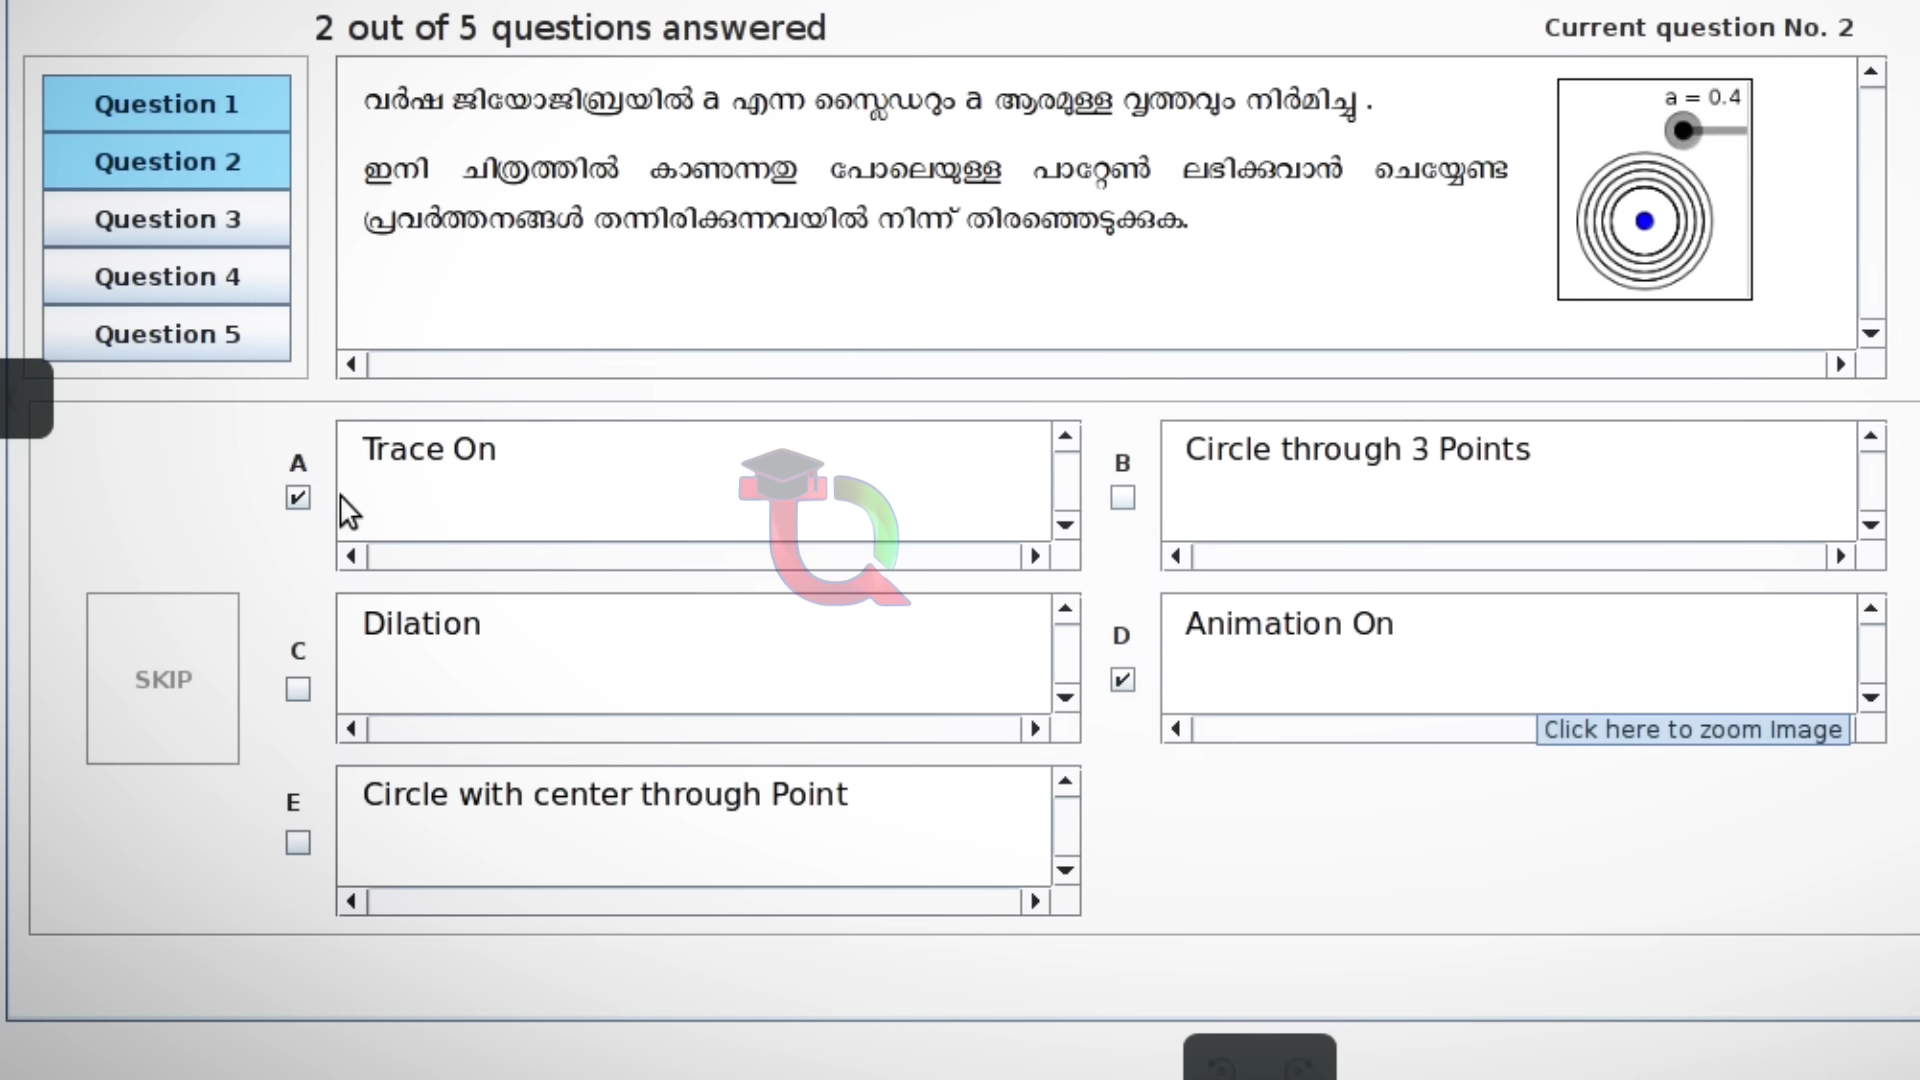 2 out of 5 questions answered
Current question No. 2
Question 1
Question 2
Question 3
Question 4
Question 5
വർഷ ജിയോജിബ്രയിൽ a എന്ന സ്ലൈഡറും a ആരമുള്ള വൃത്തവും നിർമിച്ചു .
ഇനി ചിത്രത്തിൽ കാണുന്നതു പോലെയുള്ള പാറ്റേൺ ലഭിക്കുവാൻ ചെയ്യേണ്ട
പ്രവർത്തനങ്ങൾ തന്നിരിക്കുന്നവയിൽ നിന്ന് തിരഞ്ഞെടുക്കുക.
a = 0.4
A
Trace On
B
Circle through 3 Points
SKIP
C
Dilation
D
Animation On
Click here to zoom Image
E
Circle with center through Point